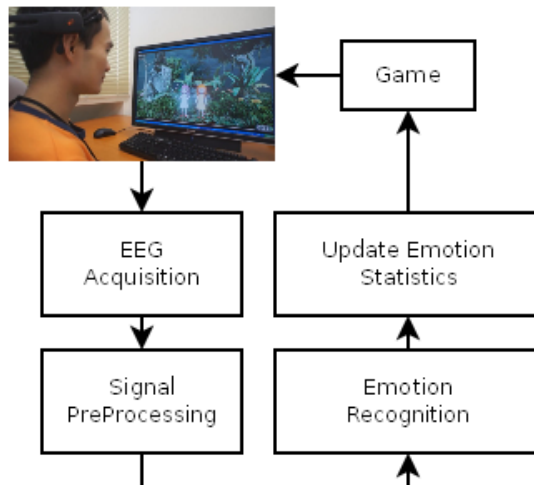 Game
EEG
Acquisition
Update Emotion
Statistics
Signal
PreProcessing
Emotion
Recognition